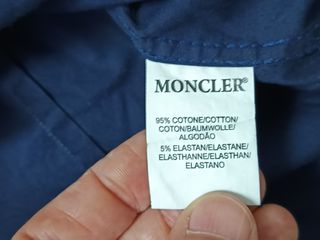 MONCLER®
95% COTONE/COTTON/
COTON/BAUMWOLLE/
ALGODÃO
5% ELASTAN/ELASTANE/
ELASTHANNE/ELASTHAN/
ELASTANO